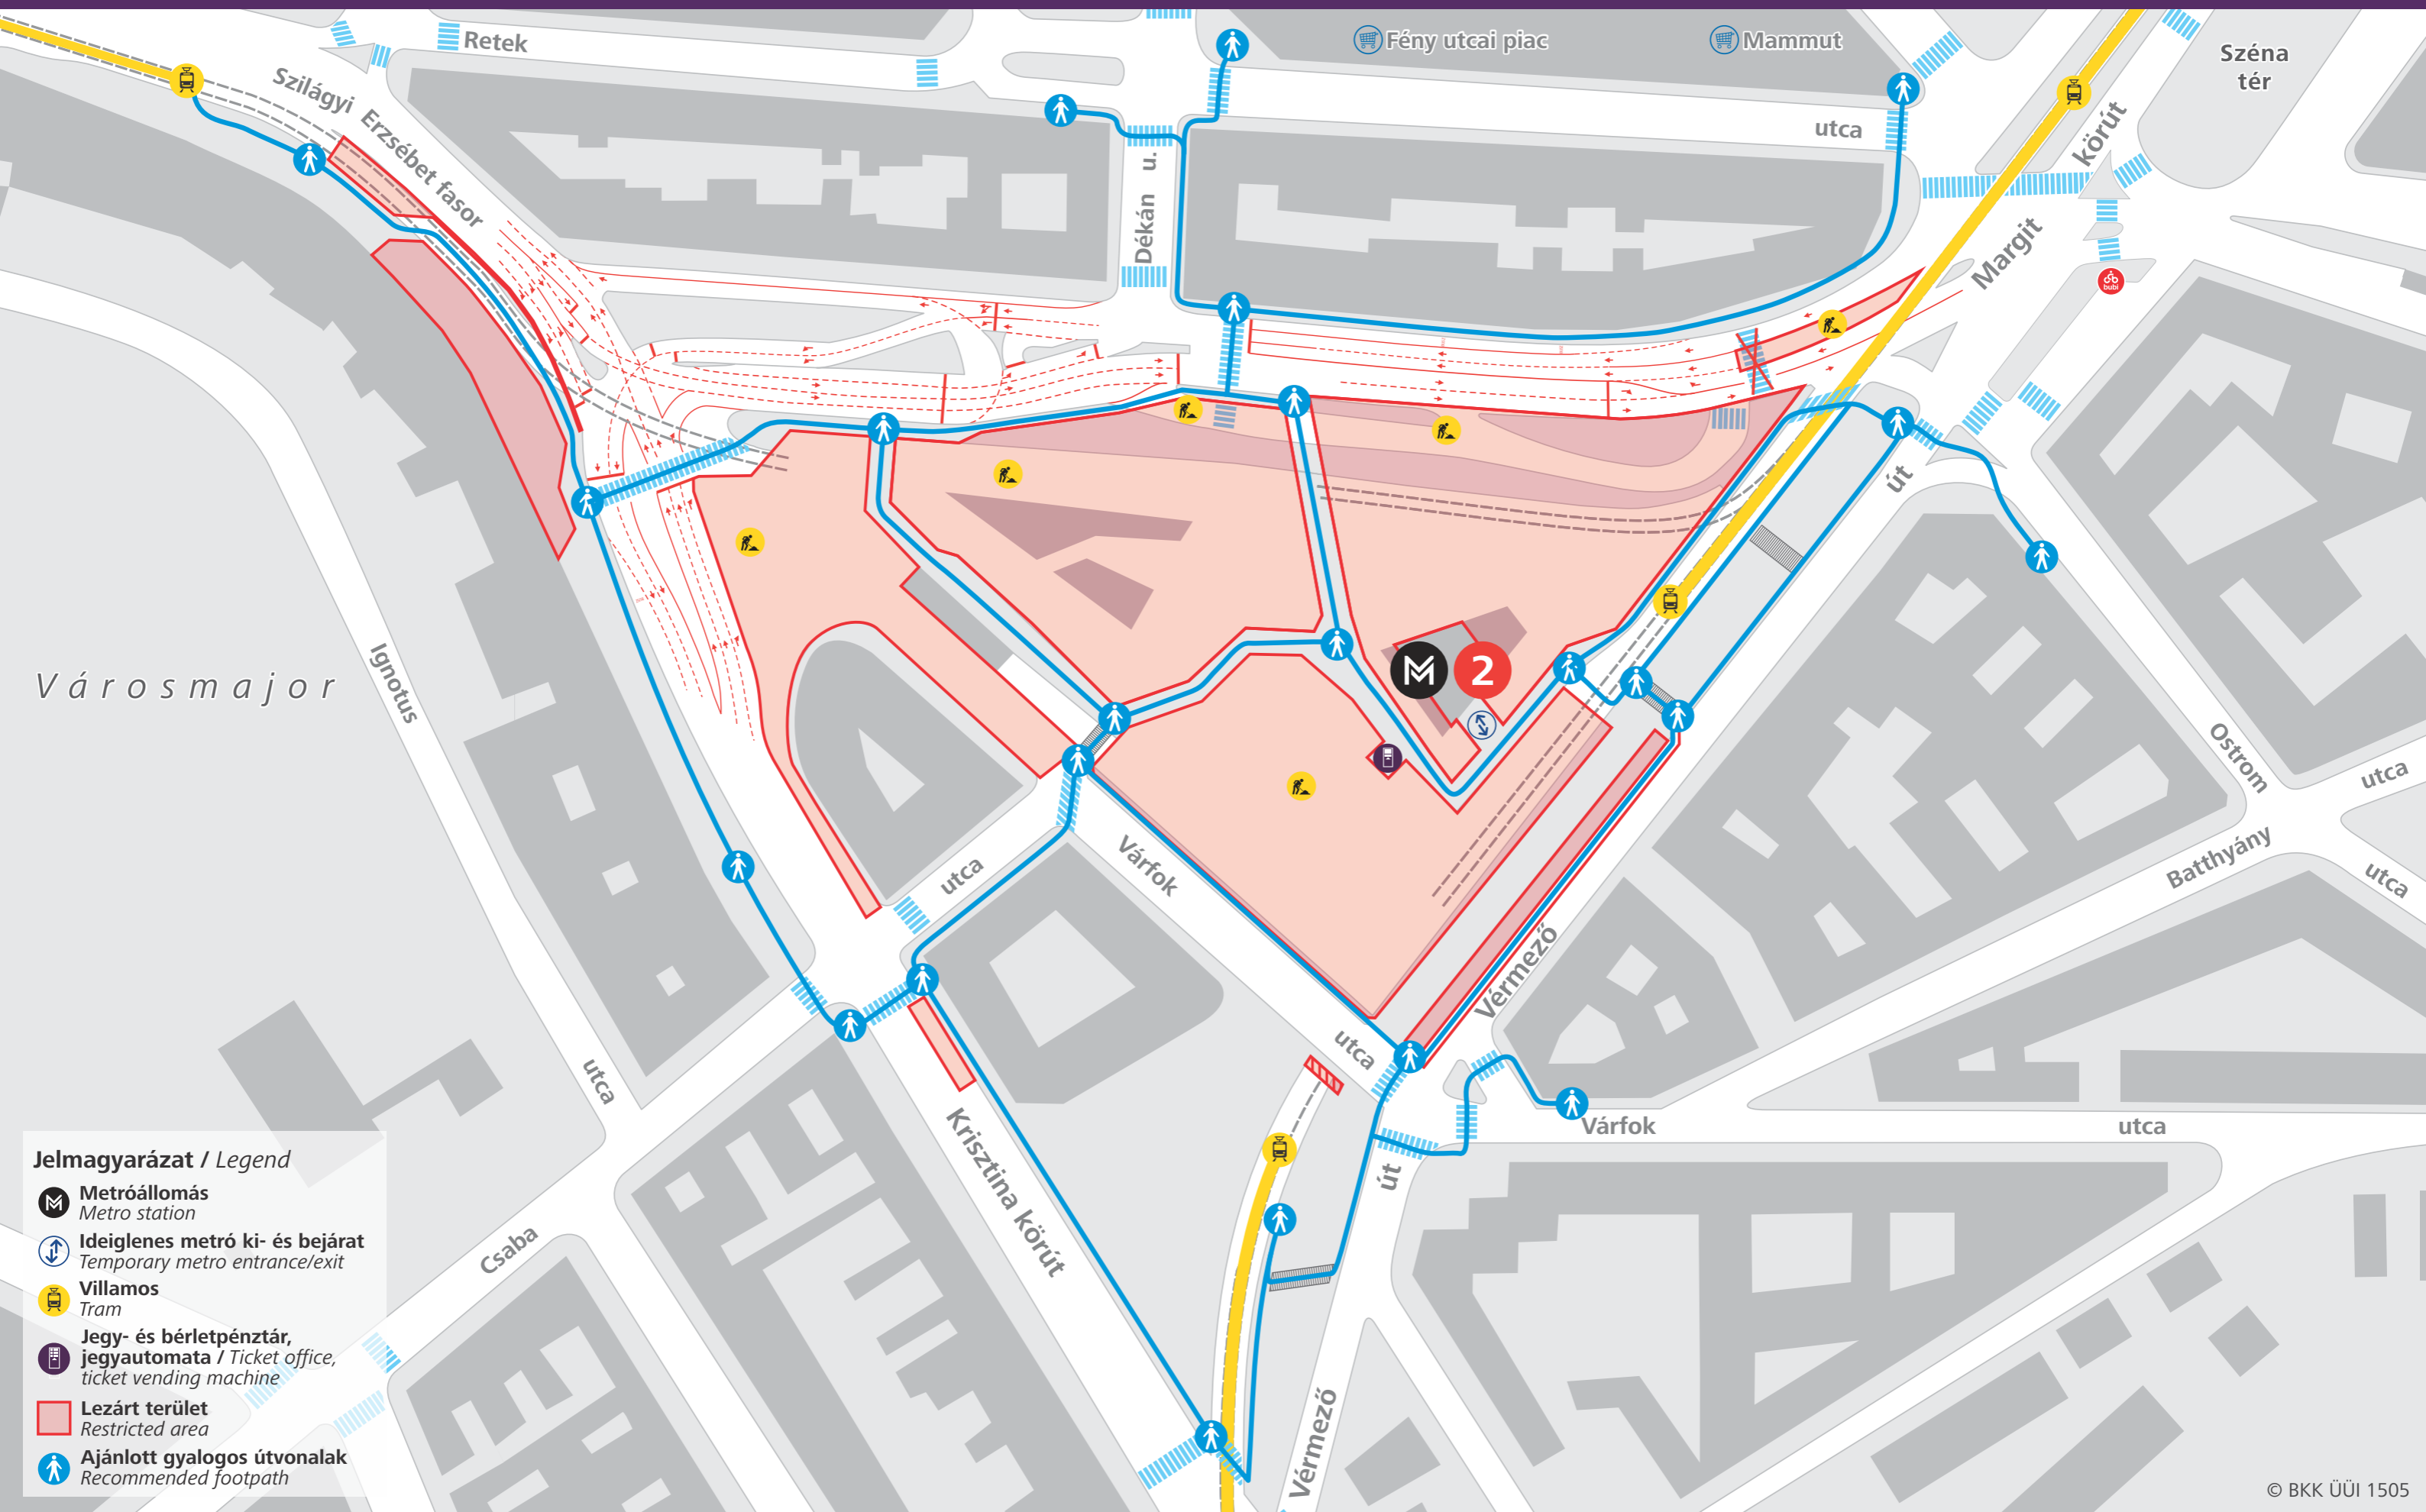 Retek
Fény utcai piac
Mammut
Széna
tér
Szilágyi Erzsébet fasor
utca
körút
Dékán u.
Margit
bubi
út
Városmajor
Ignotus
M 2
Ostrom
utca
Várfok
utca
Batthyány
utca
Vérmező
utca
utca
Várfok
utca
Krisztina körút
út
Csaba
Vérmező
Jelmagyarázat / Legend
Metróállomás
Metro station
Ideiglenes metró ki- és bejárat
Temporary metro entrance/exit
Villamos
Tram
Jegy- és bérletpénztár,
jegyautomata / Ticket office,
ticket vending machine
Lezárt terület
Restricted area
Ajánlott gyalogos útvonalak
Recommended footpath
© BKK ÜÜI 1505